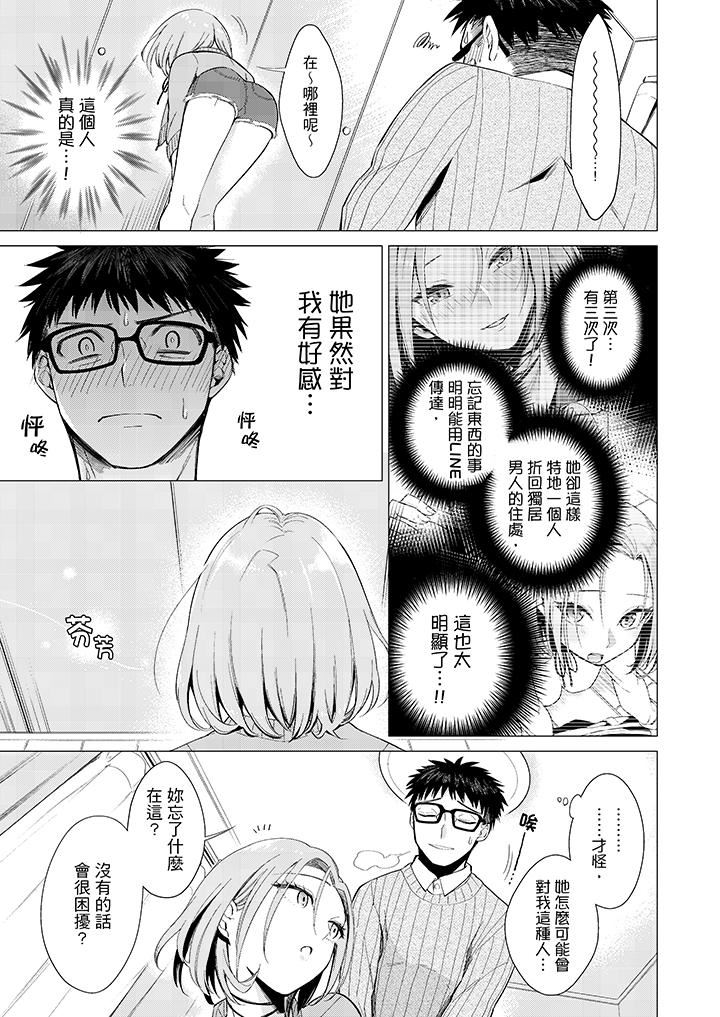 ～～～～…！
在～哪裡呢～
這個人
真的是…！
第三次…
有三次了！
忘記東西的事
明明能用LINE
傳達，
她卻這樣
特地一個人
折回獨居
男人的住處，
這也太
明顯了…!!
她果然對
我有好感…
怦咚
怦咚
芬芳
……才怪，
她怎麼可能會
對我這種人…
唉
妳忘了什麼
在這？
沒有的話
會很困擾？